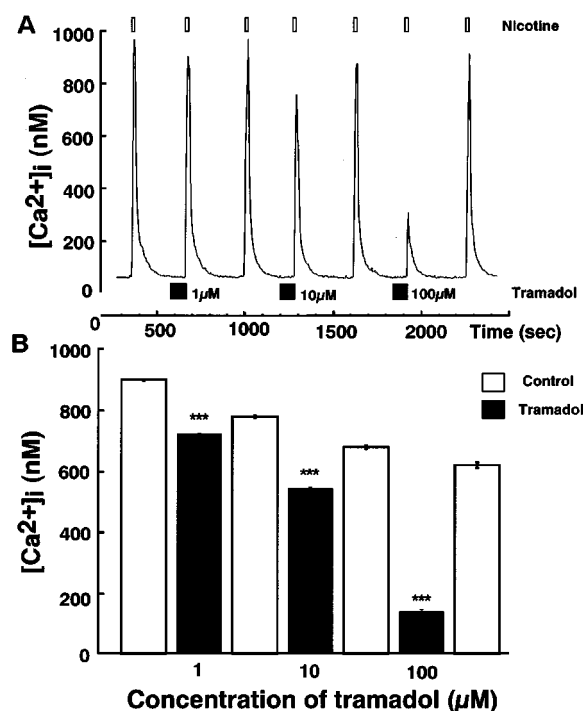 A
Nicotine
1000
800
600
400
200
0
[Ca2+]i (nM)
1µM 10µM 100µM Tramadol
0 500 1000 1500 2000 Time (sec)
B
1000
800
600
400
200
0
[Ca2+]i (nM)
Control
Tramadol
***
***
***
1 10 100
Concentration of tramadol (µM)